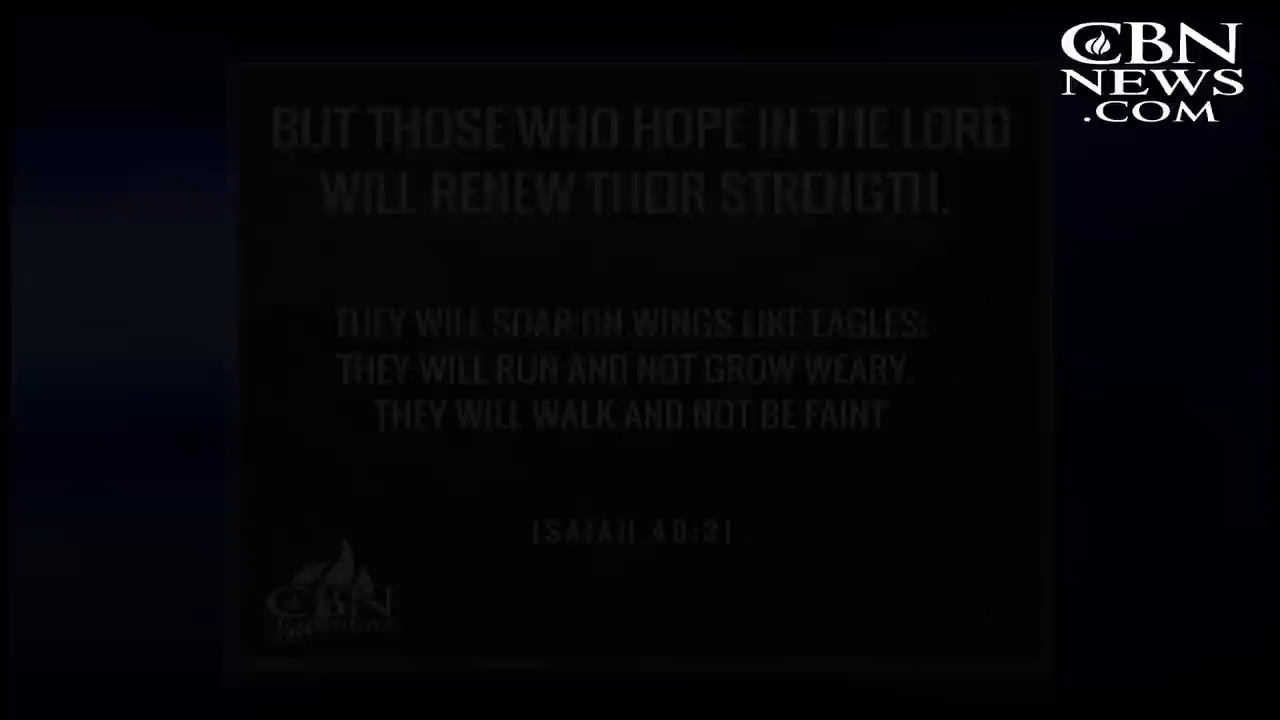 CBN
NEWS
.COM
BUT THOSE WHO HOPE IN THE LORD
WILL RENEW THEIR STRENGTH.
THEY WILL SOAR ON WINGS LIKE EAGLES;
THEY WILL RUN AND NOT GROW WEARY,
THEY WILL WALK AND NOT BE FAINT
ISAIAH 40:31
CBN